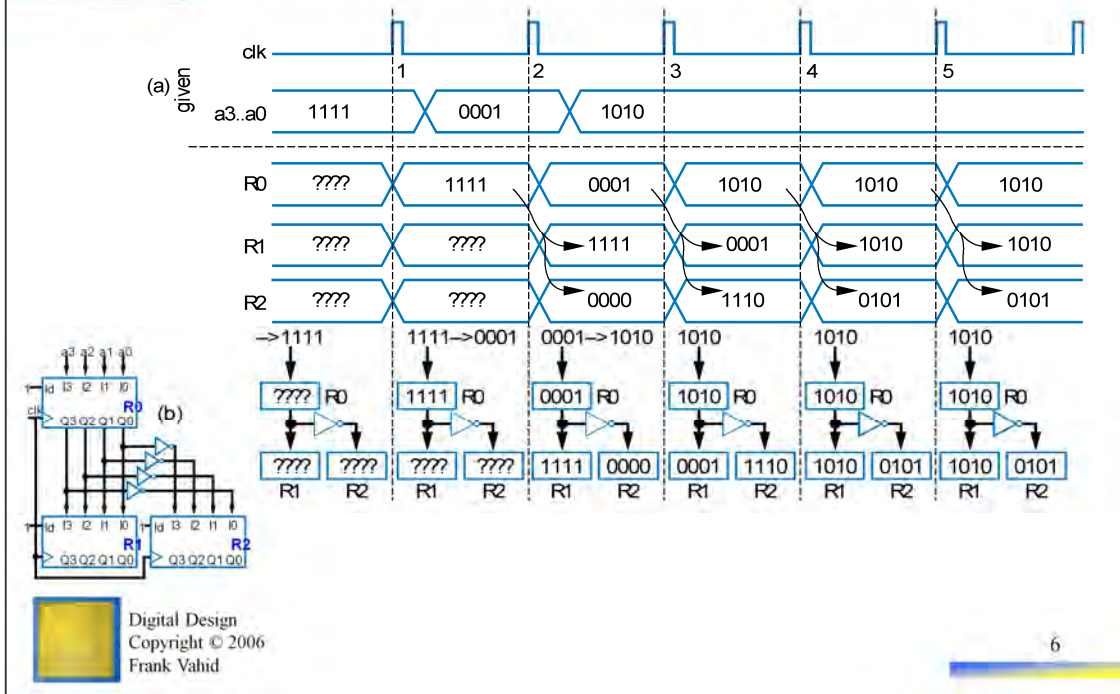 clk
1 2 3 4 5
(a) given
a3..a0 1111 0001 1010
R0 ???? 1111 0001 1010 1010 1010
R1 ???? ???? 1111 0001 1010 1010
R2 ???? ???? 0000 1110 0101 0101
–>1111 1111–>0001 0001–>1010 1010 1010 1010
???? R0 1111 R0 0001 R0 1010 R0 1010 R0 1010 R0
???? ???? ???? ???? 1111 0000 0001 1110 1010 0101 1010 0101
R1 R2 R1 R2 R1 R2 R1 R2 R1 R2 R1 R2
a3 a2 a1 a0
1 ld I3 I2 I1 I0
R0 (b)
clk Q3 Q2 Q1 Q0
1 ld I3 I2 I1 I0 1 ld I3 I2 I1 I0
R1 R2
Q3 Q2 Q1 Q0 Q3 Q2 Q1 Q0
Digital Design
Copyright © 2006
Frank Vahid
6